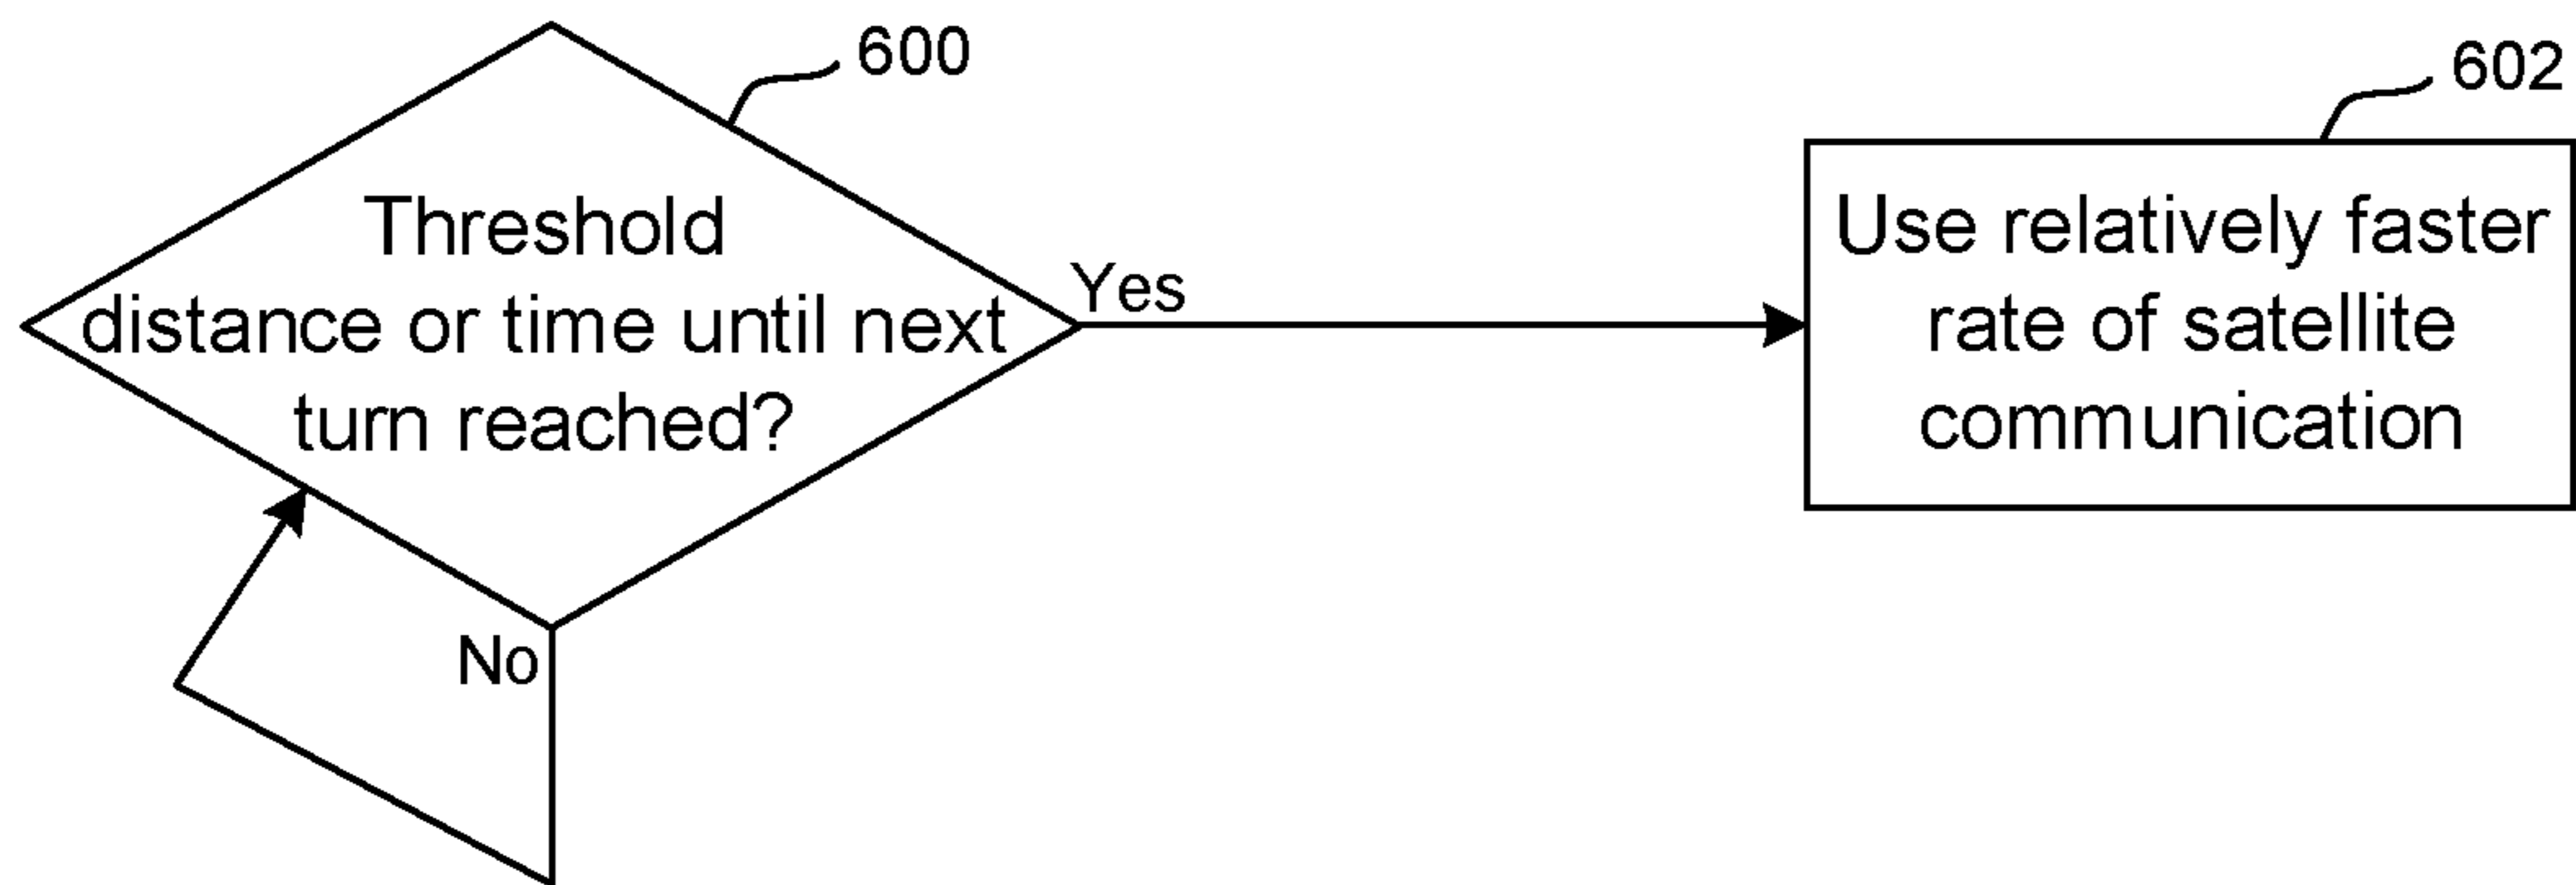 600
Threshold
distance or time until next
turn reached?
Yes
No
602
Use relatively faster
rate of satellite
communication